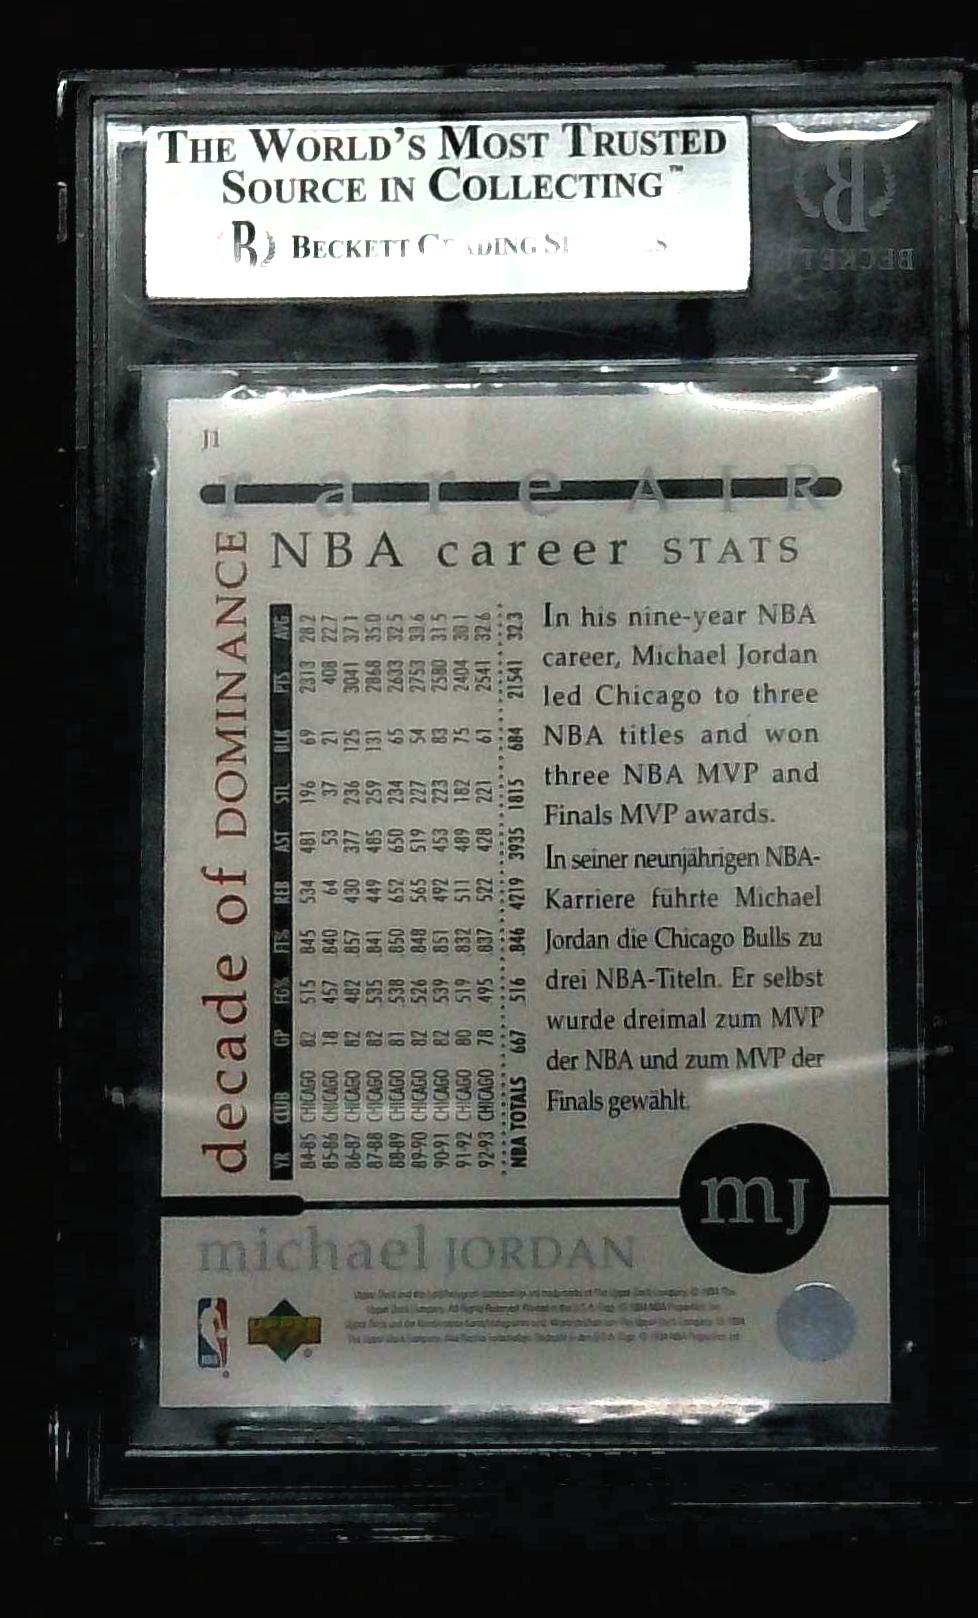 THE WORLD'S MOST TRUSTED
SOURCE IN COLLECTING™
BECKETT
BECKETT
J1
rare AIR
decade of DOMINANCE
NBA career STATS
YR CLUB GP FG% FT% REB AST STL BLK PTS AVG
84-85 CHICAGO 82 515 .845 534 481 196 69 2313 28.2
85-86 CHICAGO 18 457 .840 64 53 37 21 408 22.7
86-87 CHICAGO 82 482 .857 430 377 236 125 3041 37.1
87-88 CHICAGO 82 535 .841 449 485 259 131 2868 35.0
88-89 CHICAGO 81 .538 .850 652 650 234 65 2633 32.5
89-90 CHICAGO 82 526 .848 565 519 227 54 2753 33.6
90-91 CHICAGO 82 .539 .851 492 453 223 83 2580 31.5
91-92 CHICAGO 80 .519 .832 511 489 182 75 2404 30.1
92-93 CHICAGO 78 .495 .837 522 428 221 61 2541 32.6
NBA TOTALS 667 .516 .846 4219 3935 1815 684 21541 32.3
In his nine-year NBA
career, Michael Jordan
led Chicago to three
NBA titles and won
three NBA MVP and
Finals MVP awards.
In seiner neunjährigen NBA-
Karriere führte Michael
Jordan die Chicago Bulls zu
drei NBA-Titeln. Er selbst
wurde dreimal zum MVP
der NBA und zum MVP der
Finals gewählt.
mJ
michael JORDAN